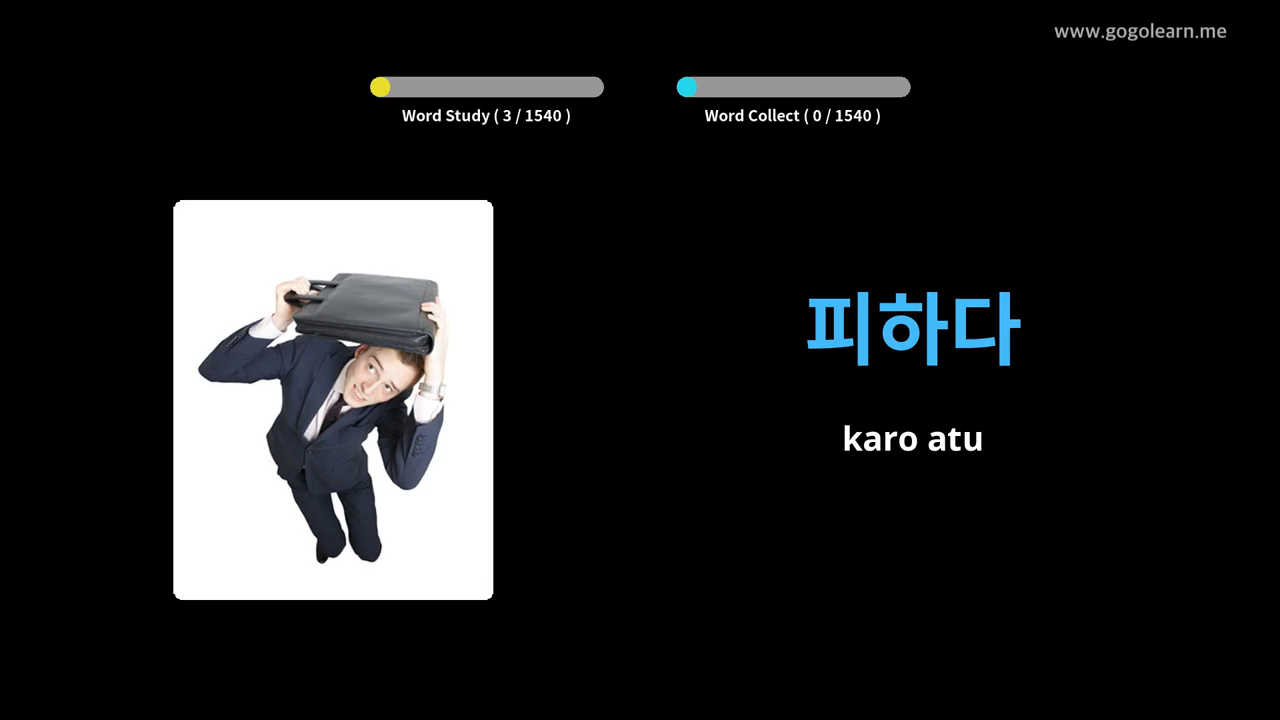 www.gogolearn.me
Word Study ( 3 / 1540 )
Word Collect ( 0 / 1540 )
피하다
karo atu